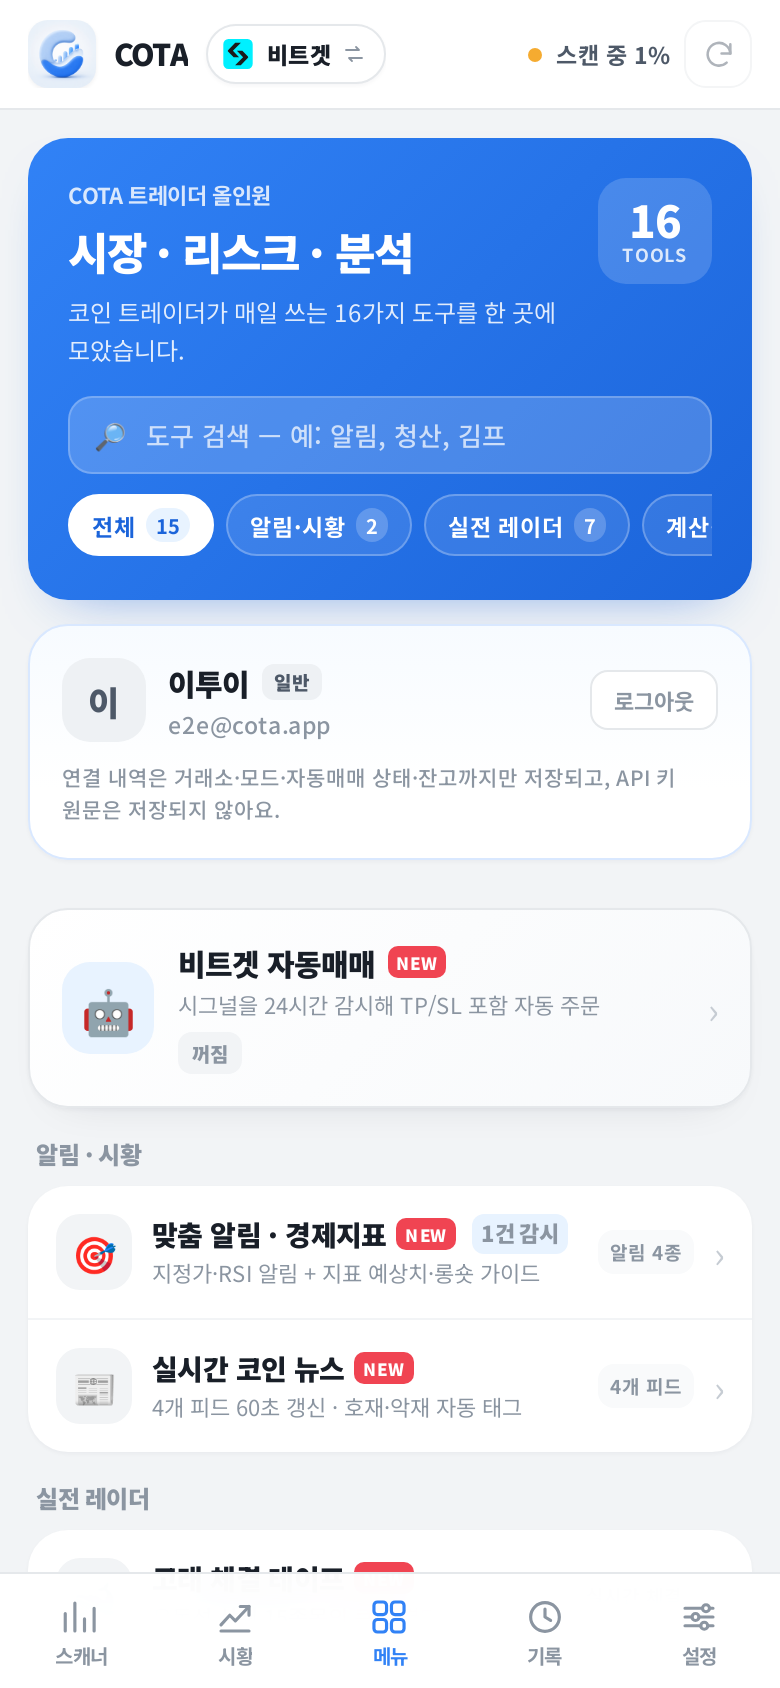 COTA
비트겟
스캔 중 1%
COTA 트레이더 올인원
시장 · 리스크 · 분석
16
TOOLS
코인 트레이더가 매일 쓰는 16가지 도구를 한 곳에
모았습니다.
도구 검색 — 예: 알림, 청산, 김프
전체 15
알림·시황 2
실전 레이더 7
계산
이
이투이 일반
e2e@cota.app
로그아웃
연결 내역은 거래소·모드·자동매매 상태·잔고까지만 저장되고, API 키
원문은 저장되지 않아요.
비트겟 자동매매 NEW
시그널을 24시간 감시해 TP/SL 포함 자동 주문
꺼짐
알림 · 시황
맞춤 알림 · 경제지표 NEW 1건 감시
지정가·RSI 알림 + 지표 예상치·롱숏 가이드
알림 4종
실시간 코인 뉴스 NEW
4개 피드 60초 갱신 · 호재·악재 자동 태그
4개 피드
실전 레이더
스캐너
시황
메뉴
기록
설정